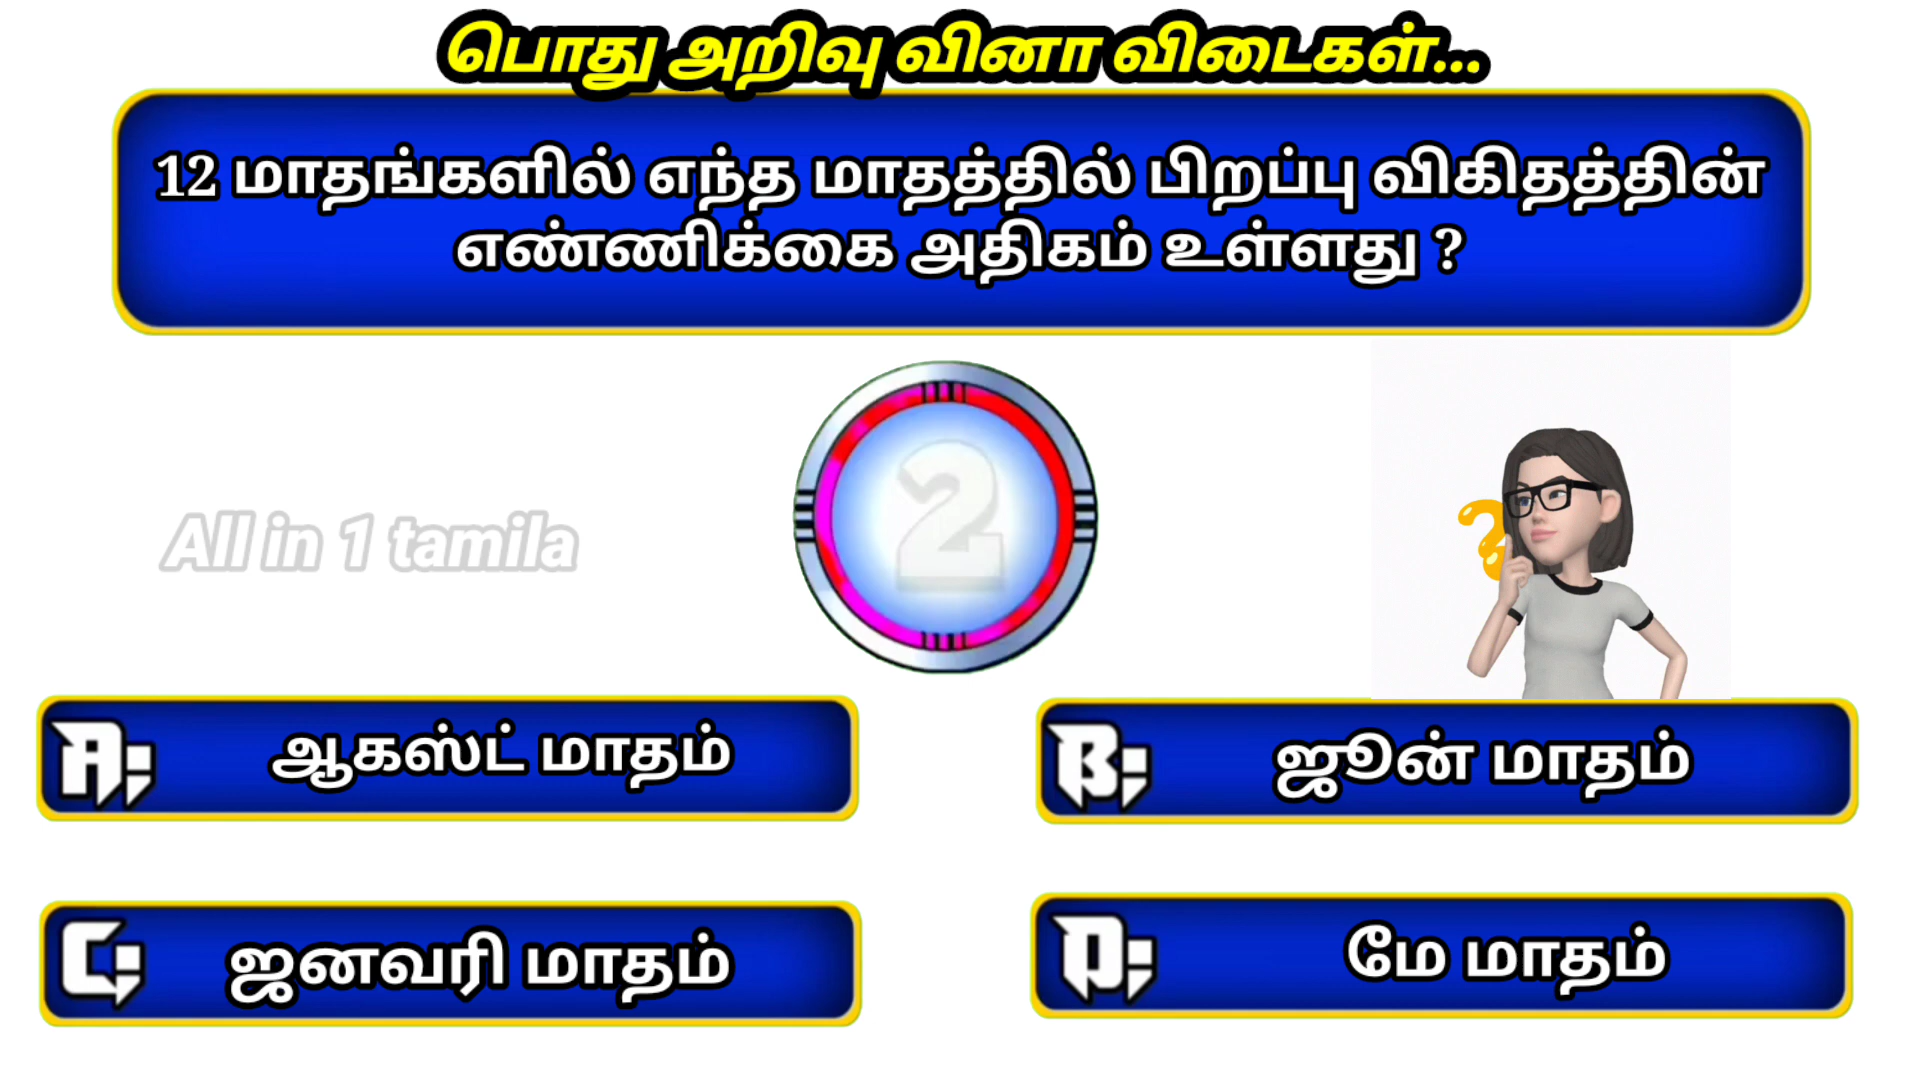 பொது அறிவு வினா விடைகள்...
12 மாதங்களில் எந்த மாதத்தில் பிறப்பு விகிதத்தின்
எண்ணிக்கை அதிகம் உள்ளது ?
2
All in 1 tamila
A: ஆகஸ்ட் மாதம்
B: ஜூன் மாதம்
C: ஜனவரி மாதம்
D: மே மாதம்